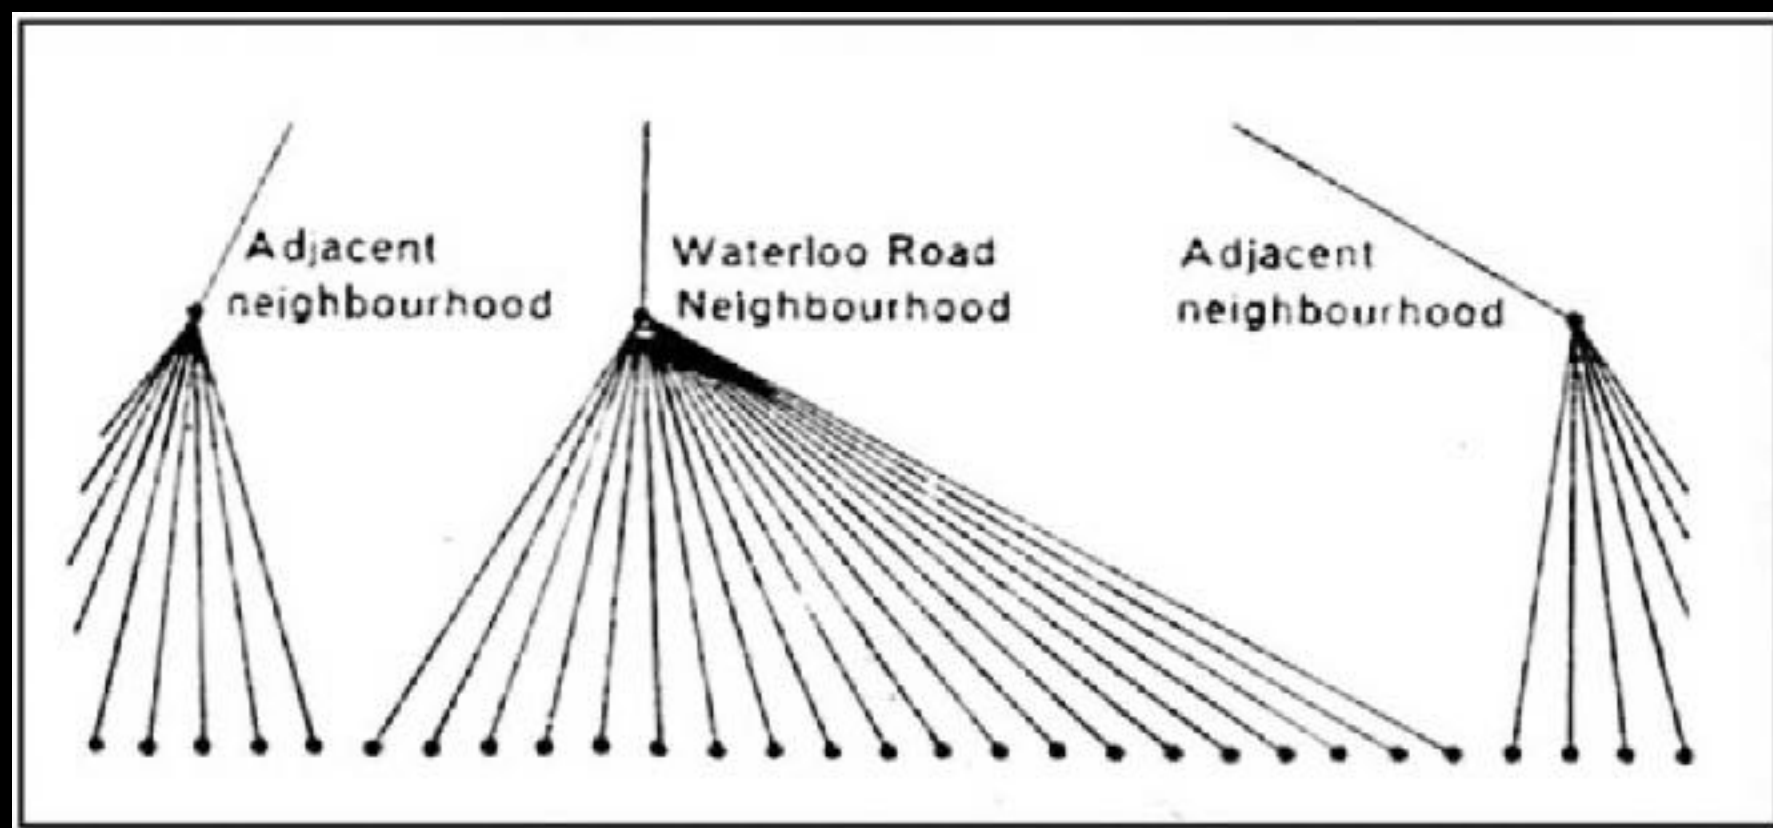 Adjacent
neighbourhood
Waterloo Road
Neighbourhood
Adjacent
neighbourhood